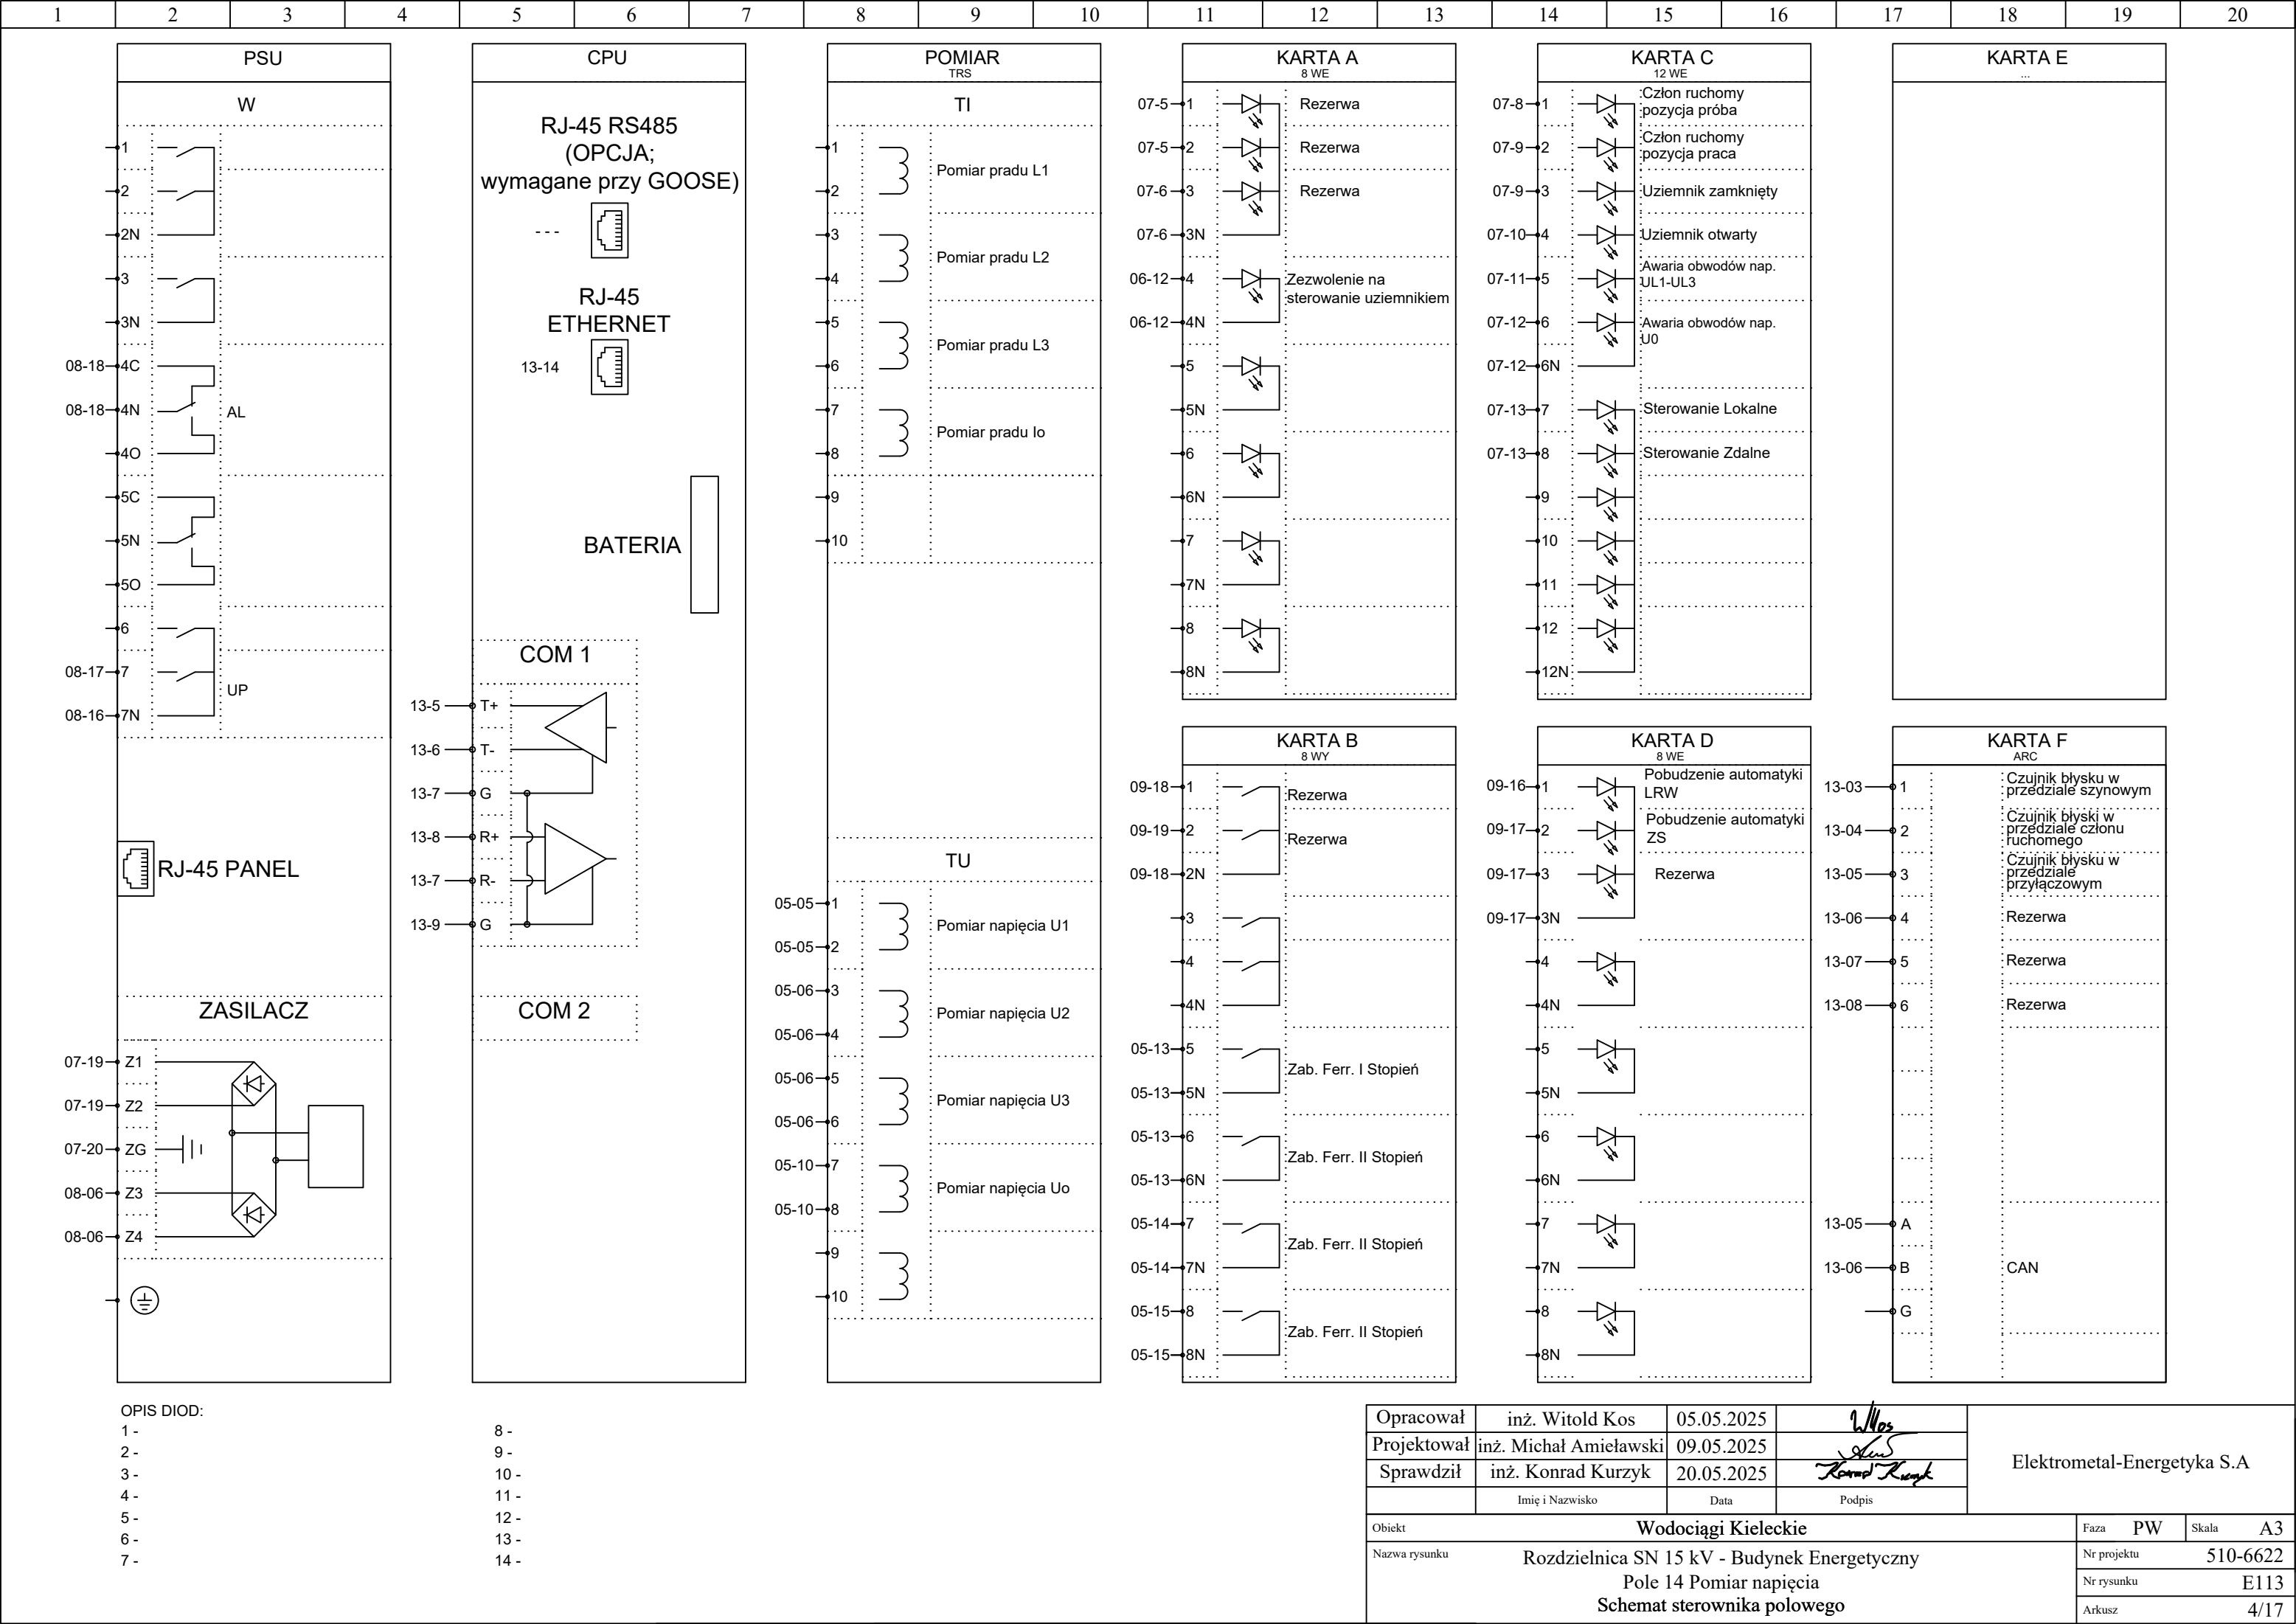 1 2 3 4 5 6 7 8 9 10 11 12 13 14 15 16 17 18 19 20
PSU
W
1
2
2N
3
3N
08-18 4C
08-18 4N
AL
4O
5C
5N
5O
6
08-17 7
UP
08-16 7N
RJ-45 PANEL
ZASILACZ
07-19 Z1
07-19 Z2
07-20 ZG
08-06 Z3
08-06 Z4
CPU
RJ-45 RS485
(OPCJA;
wymagane przy GOOSE)
---
RJ-45
ETHERNET
13-14
BATERIA
COM 1
13-5 T+
13-6 T-
13-7 G
13-8 R+
13-7 R-
13-9 G
COM 2
POMIAR
TRS
TI
1
Pomiar pradu L1
2
3
Pomiar pradu L2
4
5
Pomiar pradu L3
6
7
Pomiar pradu Io
8
9
10
TU
05-05 1
Pomiar napięcia U1
05-05 2
05-06 3
Pomiar napięcia U2
05-06 4
05-06 5
Pomiar napięcia U3
05-06 6
05-10 7
Pomiar napięcia Uo
05-10 8
9
10
KARTA A
8 WE
07-5 1 Rezerwa
07-5 2 Rezerwa
07-6 3 Rezerwa
07-6 3N
06-12 4 Zezwolenie na
sterowanie uziemnikiem
06-12 4N
5
5N
6
6N
7
7N
8
8N
KARTA B
8 WY
09-18 1 Rezerwa
09-19 2 Rezerwa
09-18 2N
3
4
4N
05-13 5
Zab. Ferr. I Stopień
05-13 5N
05-13 6
Zab. Ferr. II Stopień
05-13 6N
05-14 7
Zab. Ferr. II Stopień
05-14 7N
05-15 8
Zab. Ferr. II Stopień
05-15 8N
KARTA C
12 WE
07-8 1 Człon ruchomy
pozycja próba
07-9 2 Człon ruchomy
pozycja praca
07-9 3 Uziemnik zamknięty
07-10 4 Uziemnik otwarty
07-11 5 Awaria obwodów nap.
UL1-UL3
07-12 6 Awaria obwodów nap.
U0
07-12 6N
07-13 7 Sterowanie Lokalne
07-13 8 Sterowanie Zdalne
9
10
11
12
12N
KARTA D
8 WE
09-16 1 Pobudzenie automatyki
LRW
09-17 2 Pobudzenie automatyki
ZS
09-17 3 Rezerwa
09-17 3N
4
4N
5
5N
6
6N
7
7N
8
8N
KARTA E
...
KARTA F
ARC
13-03 1 Czujnik błysku w
przedziale szynowym
13-04 2 Czujnik błyski w
przedziale członu
ruchomego
13-05 3 Czujnik błysku w
przedziale
przyłączowym
13-06 4 Rezerwa
13-07 5 Rezerwa
13-08 6 Rezerwa
13-05 A
13-06 B CAN
G
OPIS DIOD:
1 -
2 -
3 -
4 -
5 -
6 -
7 -
8 -
9 -
10 -
11 -
12 -
13 -
14 -
Opracował inż. Witold Kos 05.05.2025 WKos
Projektował inż. Michał Amieławski 09.05.2025
Sprawdził inż. Konrad Kurzyk 20.05.2025 Konrad Kurzyk
Imię i Nazwisko Data Podpis
Elektrometal-Energetyka S.A
Obiekt Wodociągi Kieleckie
Faza PW Skala A3
Nazwa rysunku Rozdzielnica SN 15 kV - Budynek Energetyczny
Pole 14 Pomiar napięcia
Schemat sterownika polowego
Nr projektu 510-6622
Nr rysunku E113
Arkusz 4/17